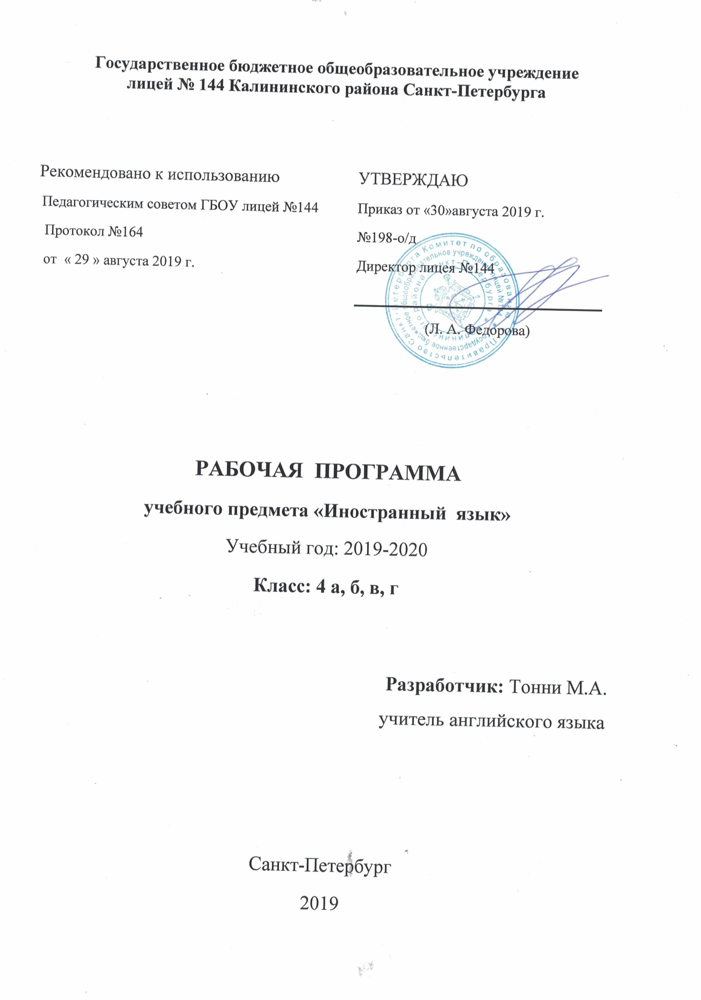 Государственное бюджетное общеобразовательное учреждение
лицей № 144 Калининского района Санкт-Петербурга
Рекомендовано к использованию
Педагогическим советом ГБОУ лицей №144
Протокол №164
от « 29 » августа 2019 г.
УТВЕРЖДАЮ
Приказ от «30»августа 2019 г.
№198-о/д
Директор лицея №144
(Л. А. Федорова)
Правительство Санкт-Петербурга Комитет по образованию
Государственное бюджетное общеобразовательное учреждение лицей №144
Калининского района Санкт-Петербурга
РАБОЧАЯ ПРОГРАММА
учебного предмета «Иностранный язык»
Учебный год: 2019-2020
Класс: 4 а, б, в, г
Разработчик: Тонни М.А.
учитель английского языка
Санкт-Петербург
2019